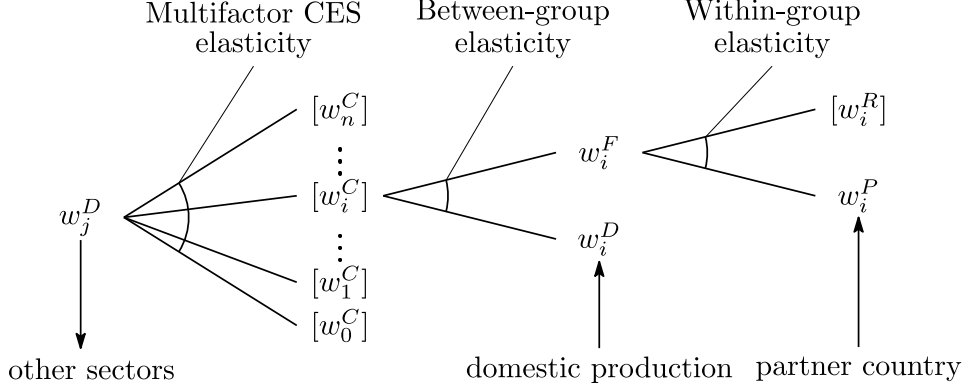 Multifactor CES
elasticity
Between-group
elasticity
Within-group
elasticity
[w_n^C]
[w_i^R]
w_i^F
[w_i^C]
w_i^P
w_j^D
w_i^D
[w_1^C]
[w_0^C]
other sectors
domestic production
partner country